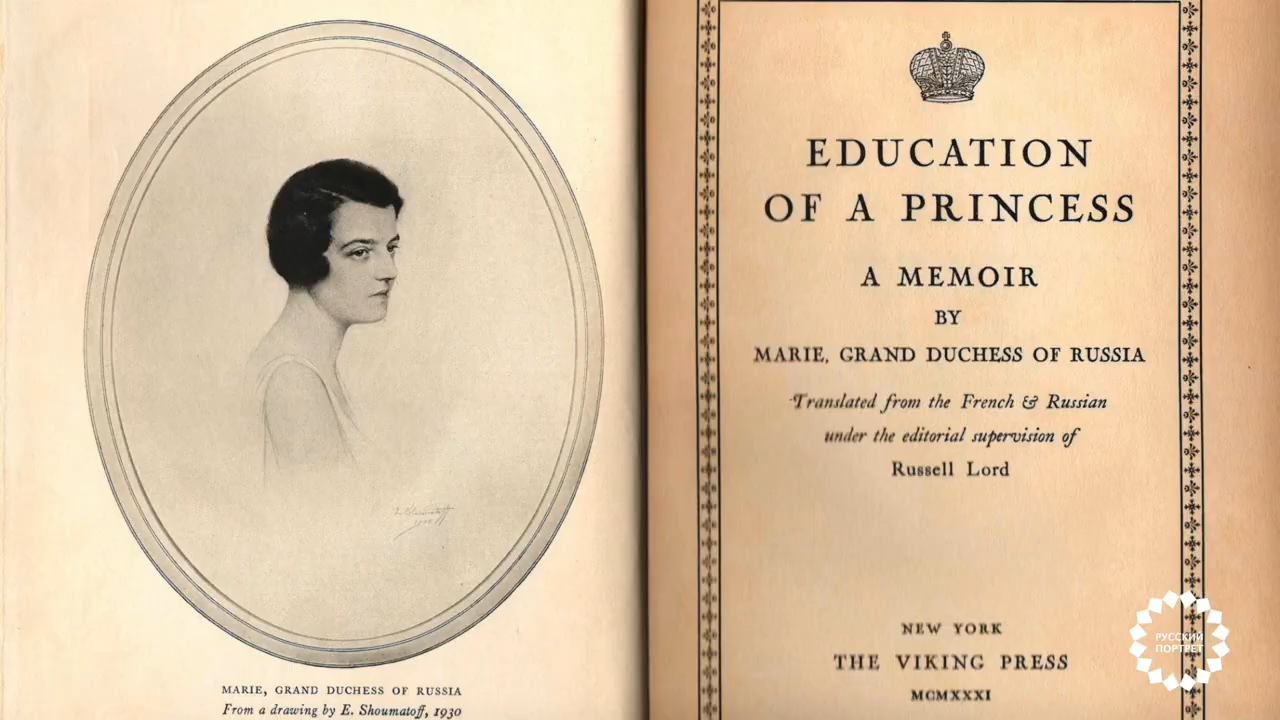 MARIE, GRAND DUCHESS OF RUSSIA
From a drawing by E. Shoumatoff, 1930
EDUCATION
OF A PRINCESS
A MEMOIR
BY
MARIE, GRAND DUCHESS OF RUSSIA
Translated from the French & Russian
under the editorial supervision of
Russell Lord
NEW YORK
THE VIKING PRESS
MCMXXXI
РУССКИЙ
ПОРТРЕТ